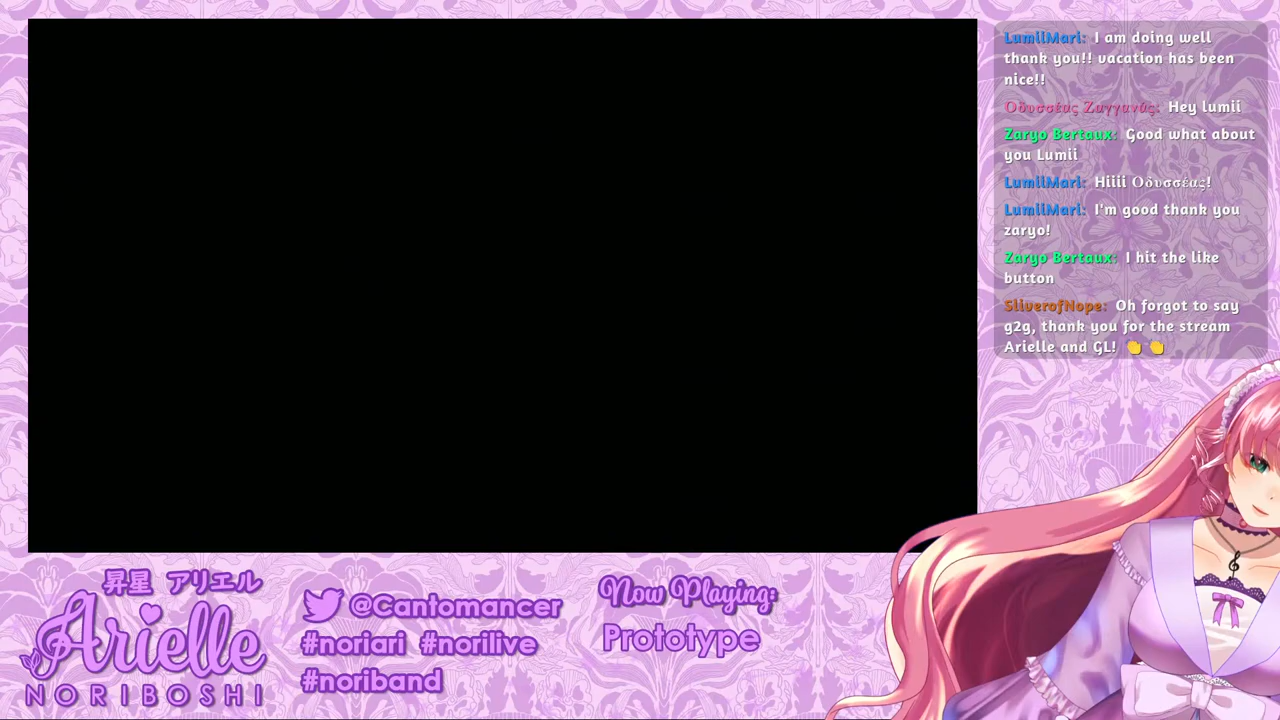 LumiiMari: I am doing well
thank you!! vacation has been
nice!!
Οδυσσέας Ζαγγανάς: Hey lumii
Zaryo Bertaux: Good what about
you Lumii
LumiiMari: Hiiii Οδυσσέας!
LumiiMari: I'm good thank you
zaryo!
Zaryo Bertaux: I hit the like
button
SliverofNope: Oh forgot to say
g2g, thank you for the stream
Arielle and GL! 👏 👏
昇星 アリエル
Arielle
NORIBOSHI
@Cantomancer
#noriari #norilive
#noriband
Now Playing:
Prototype